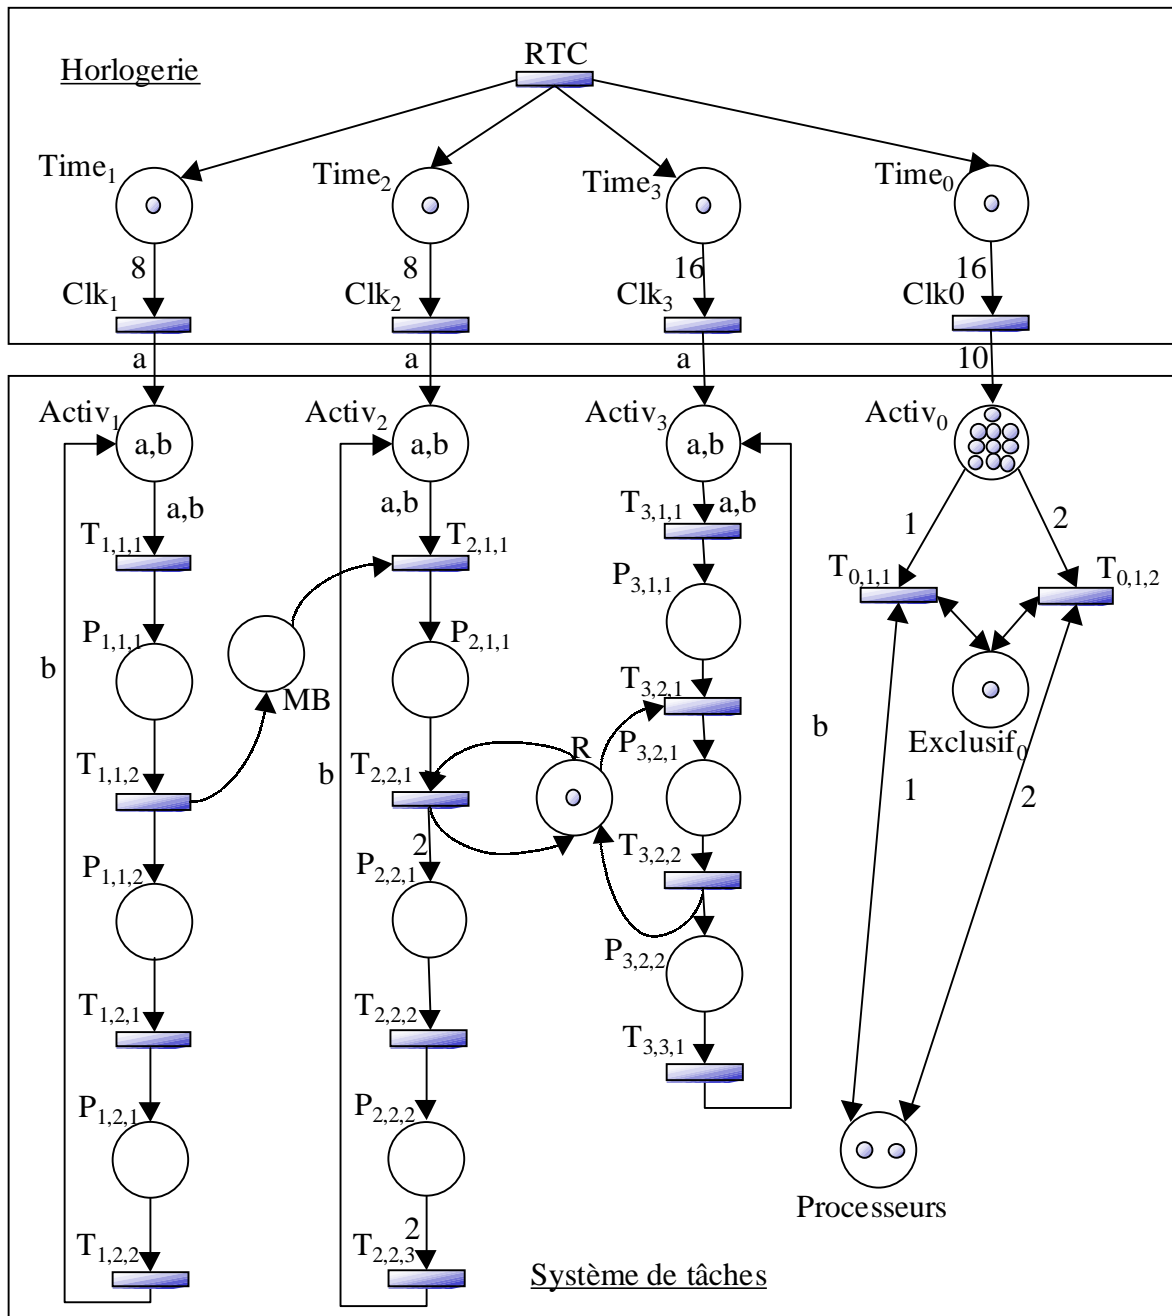 RTC
Horlogerie
Time₁
Time₂
Time₃
Time₀
8
8
16
16
Clk₁
Clk₂
Clk₃
Clk0
a
a
a
10
Activ₁
Activ₂
Activ₃
Activ₀
a,b
a,b
a,b
a,b
a,b
a,b
1
2
T₁,₁,₁
T₂,₁,₁
T₃,₁,₁
T₀,₁,₁
T₀,₁,₂
P₁,₁,₁
P₂,₁,₁
P₃,₁,₁
b
MB
T₃,₂,₁
Exclusif₀
T₁,₁,₂
b
T₂,₂,₁
R
P₃,₂,₁
b
1
2
2
P₁,₁,₂
P₂,₂,₁
T₃,₂,₂
P₃,₂,₂
T₁,₂,₁
T₂,₂,₂
T₃,₃,₁
P₁,₂,₁
P₂,₂,₂
Processeurs
2
T₁,₂,₂
T₂,₂,₃
Système de tâches